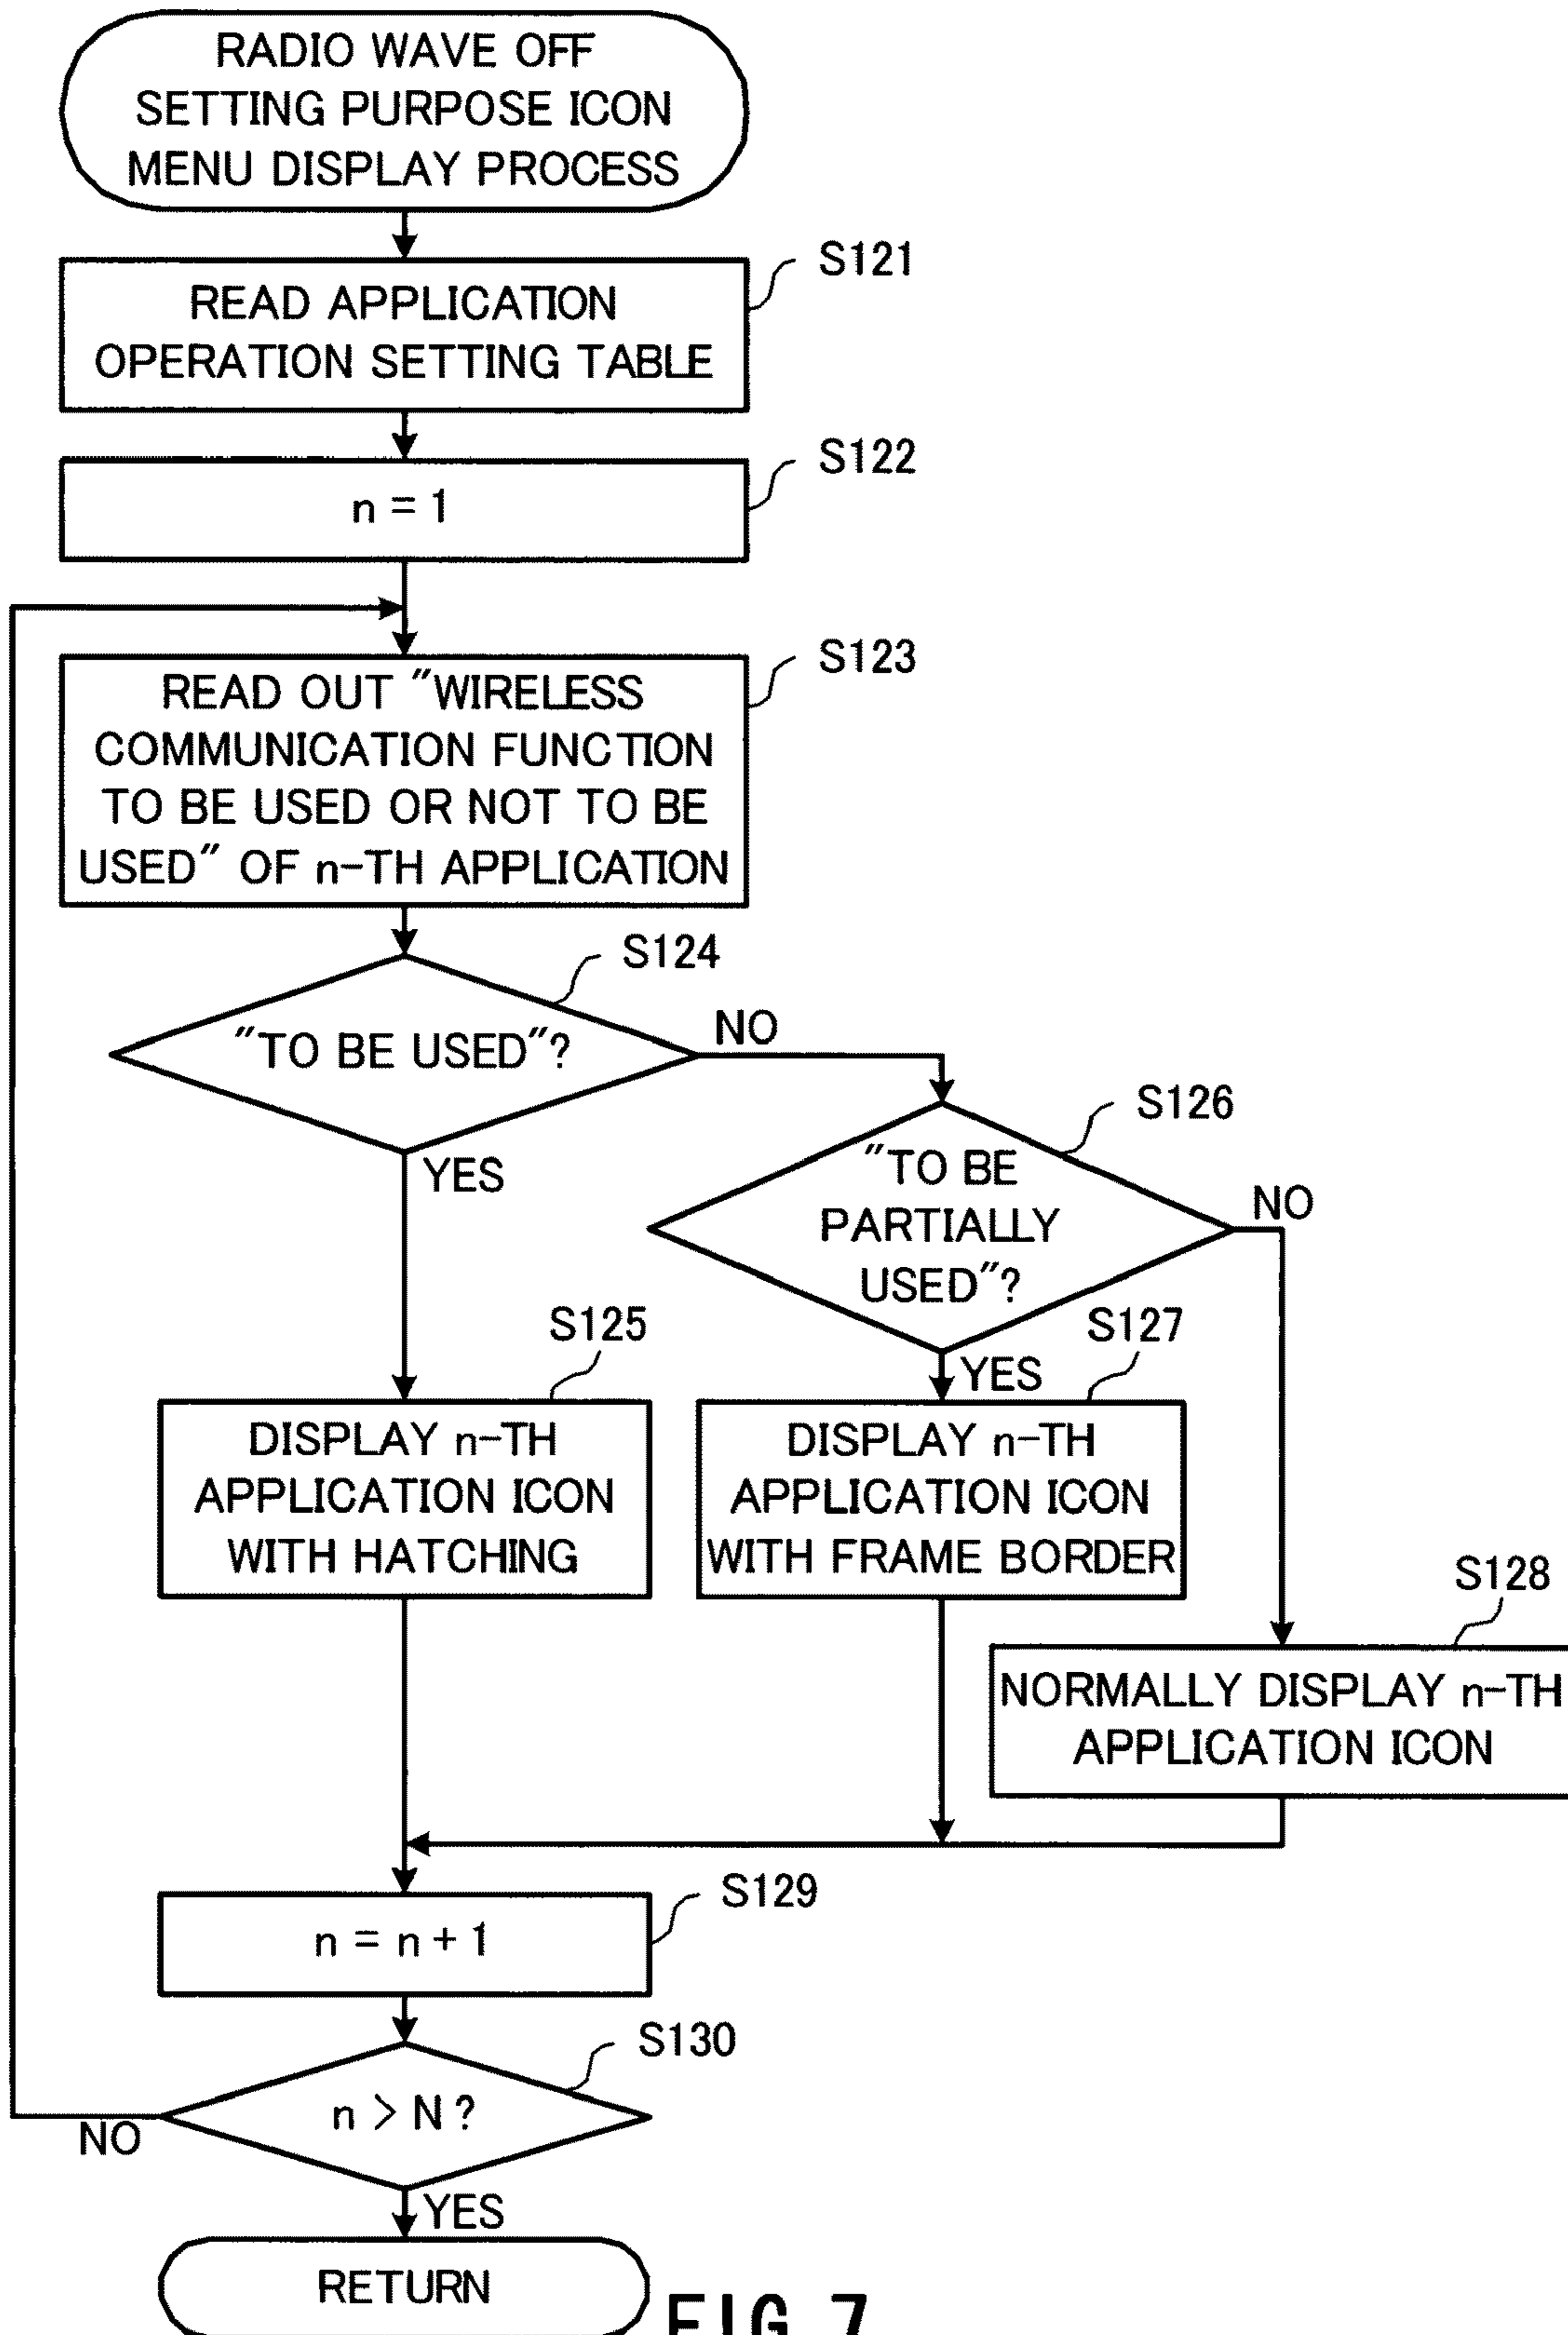 RADIO WAVE OFF
SETTING PURPOSE ICON
MENU DISPLAY PROCESS
S121
READ APPLICATION
OPERATION SETTING TABLE
S122
n = 1
S123
READ OUT "WIRELESS
COMMUNICATION FUNCTION
TO BE USED OR NOT TO BE
USED" OF n-TH APPLICATION
S124
"TO BE USED"?
NO
YES
S126
"TO BE
PARTIALLY
USED"?
NO
YES
S125
DISPLAY n-TH
APPLICATION ICON
WITH HATCHING
S127
DISPLAY n-TH
APPLICATION ICON
WITH FRAME BORDER
S128
NORMALLY DISPLAY n-TH
APPLICATION ICON
S129
n = n + 1
S130
n > N ?
NO
YES
RETURN
FIG. 7